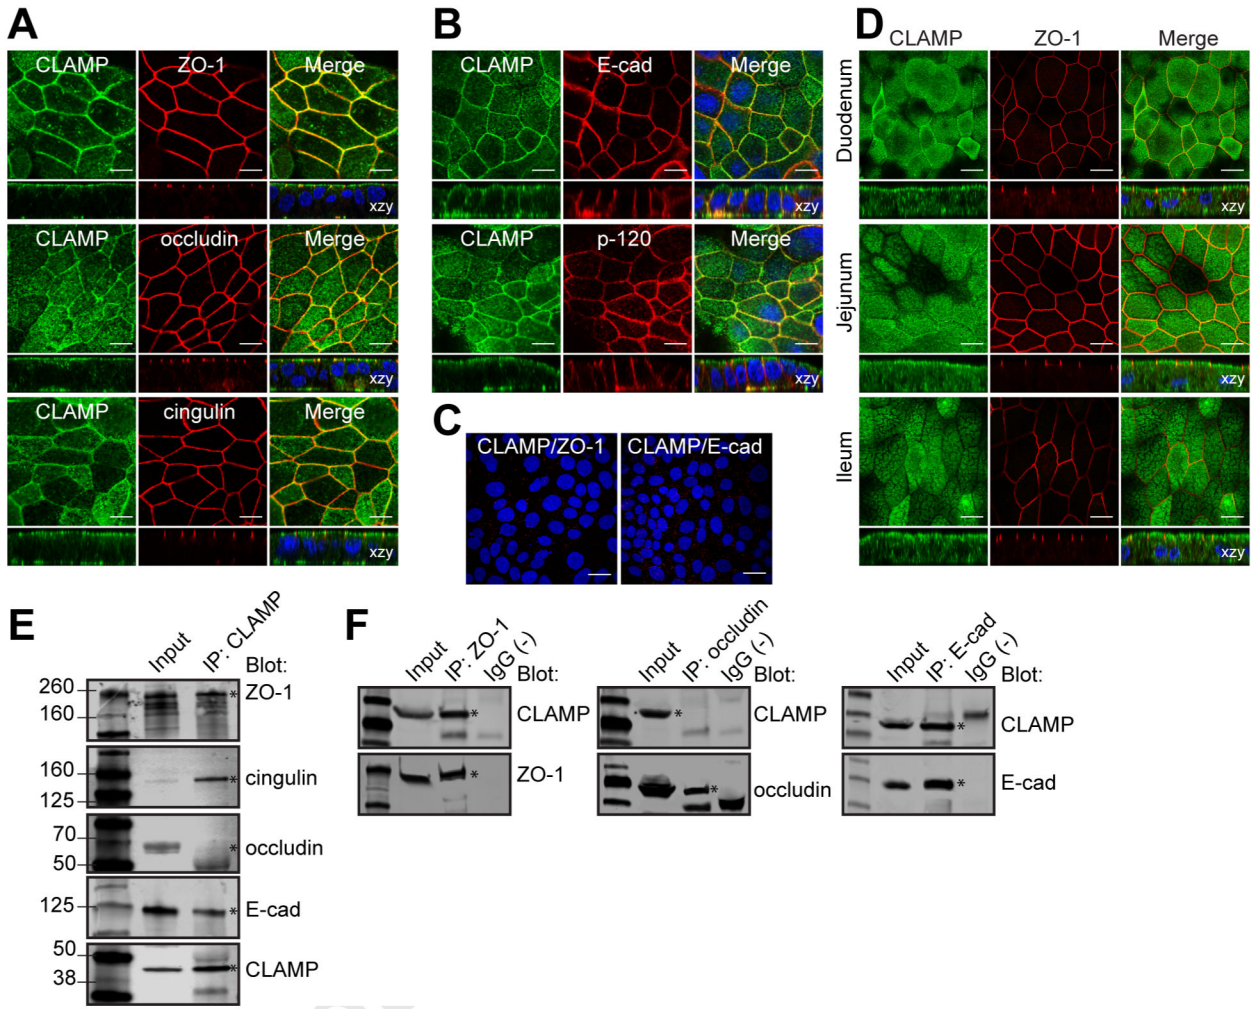 A
CLAMP ZO-1 Merge
xzy
CLAMP occludin Merge
xzy
CLAMP cingulin Merge
xzy
B
CLAMP E-cad Merge
xzy
CLAMP p-120 Merge
xzy
C
CLAMP/ZO-1 CLAMP/E-cad
D
CLAMP ZO-1 Merge
Duodenum
xzy
Jejunum
xzy
Ileum
xzy
E
Input IP: CLAMP Blot:
260
160
* ZO-1
160
125
* cingulin
70
50
* occludin
125
* E-cad
50
38
* CLAMP
F
Input IP: ZO-1 IgG (-) Blot:
* CLAMP
* ZO-1
Input IP: occludin IgG (-) Blot:
* CLAMP
* occludin
Input IP: E-cad IgG (-) Blot:
* CLAMP
* E-cad